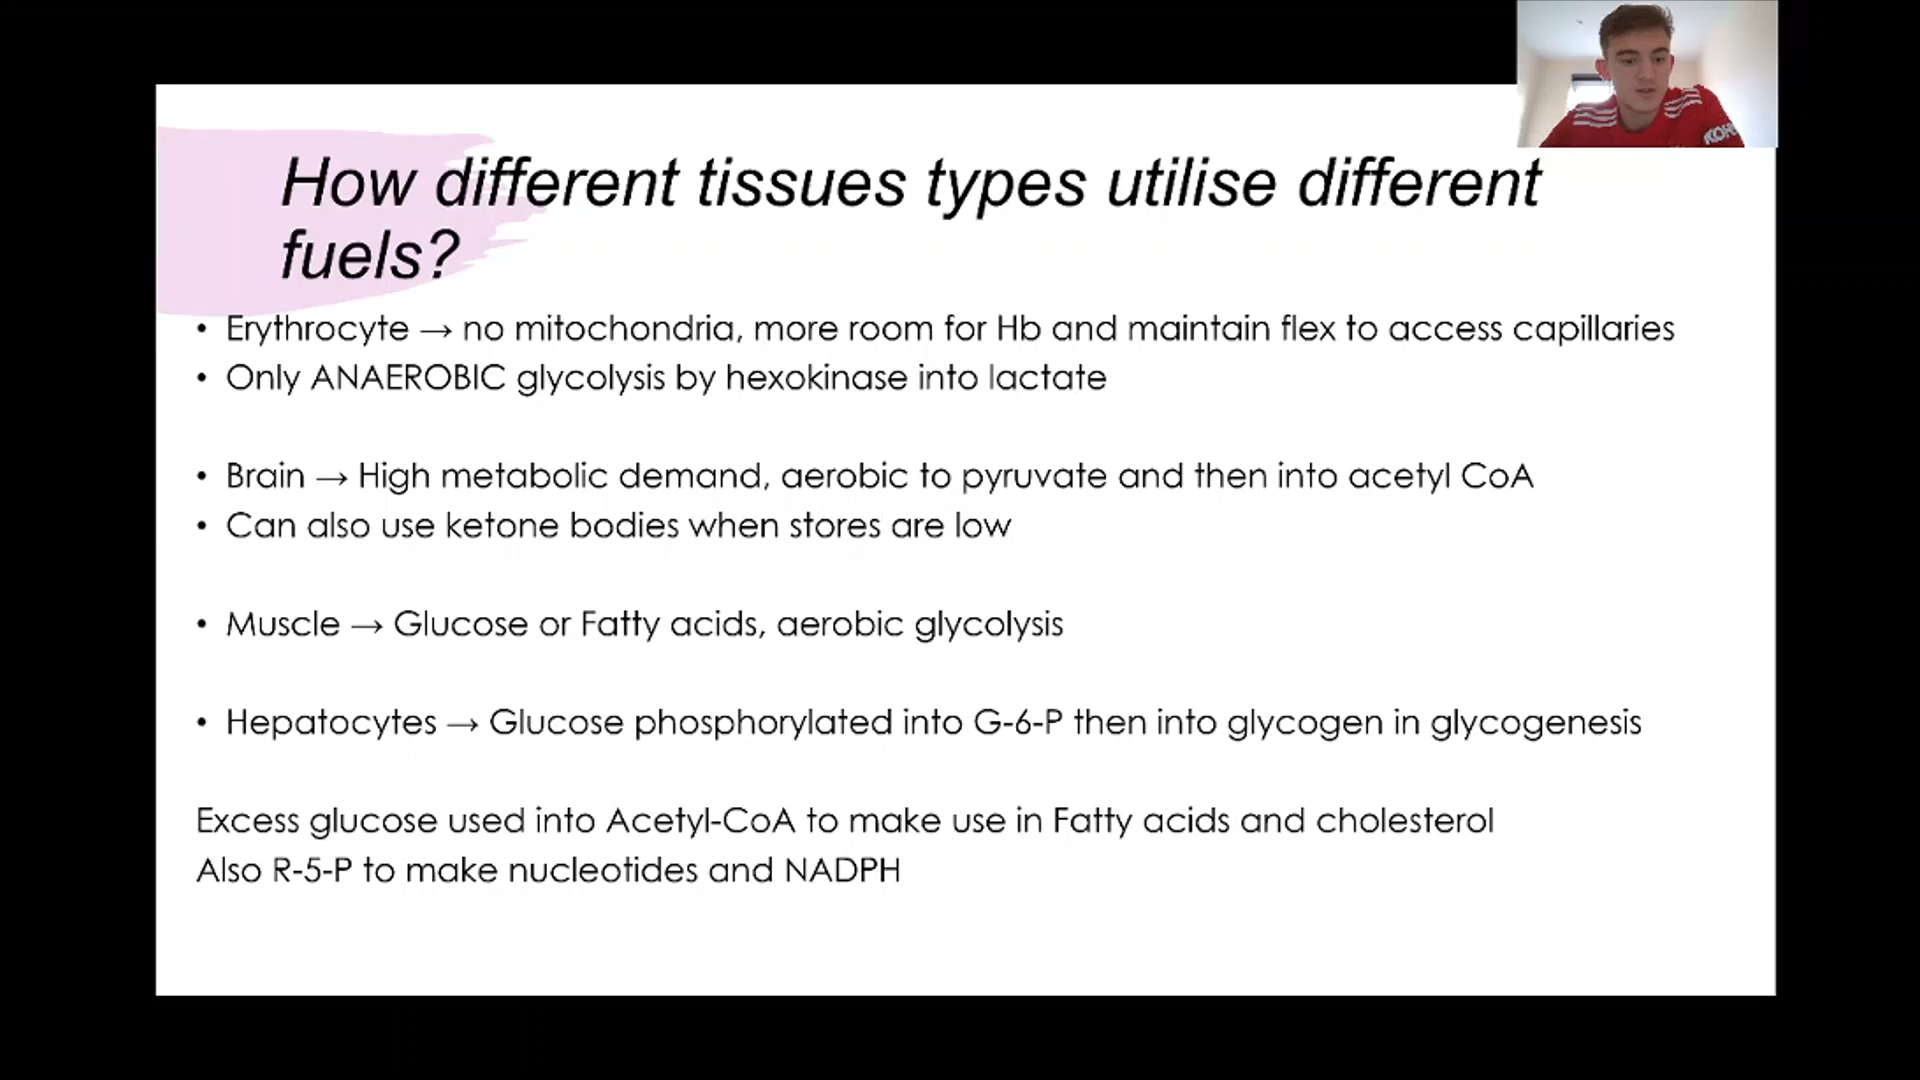 How different tissues types utilise different
fuels?
• Erythrocyte → no mitochondria, more room for Hb and maintain flex to access capillaries
• Only ANAEROBIC glycolysis by hexokinase into lactate
• Brain → High metabolic demand, aerobic to pyruvate and then into acetyl CoA
• Can also use ketone bodies when stores are low
• Muscle → Glucose or Fatty acids, aerobic glycolysis
• Hepatocytes → Glucose phosphorylated into G-6-P then into glycogen in glycogenesis
Excess glucose used into Acetyl-CoA to make use in Fatty acids and cholesterol
Also R-5-P to make nucleotides and NADPH